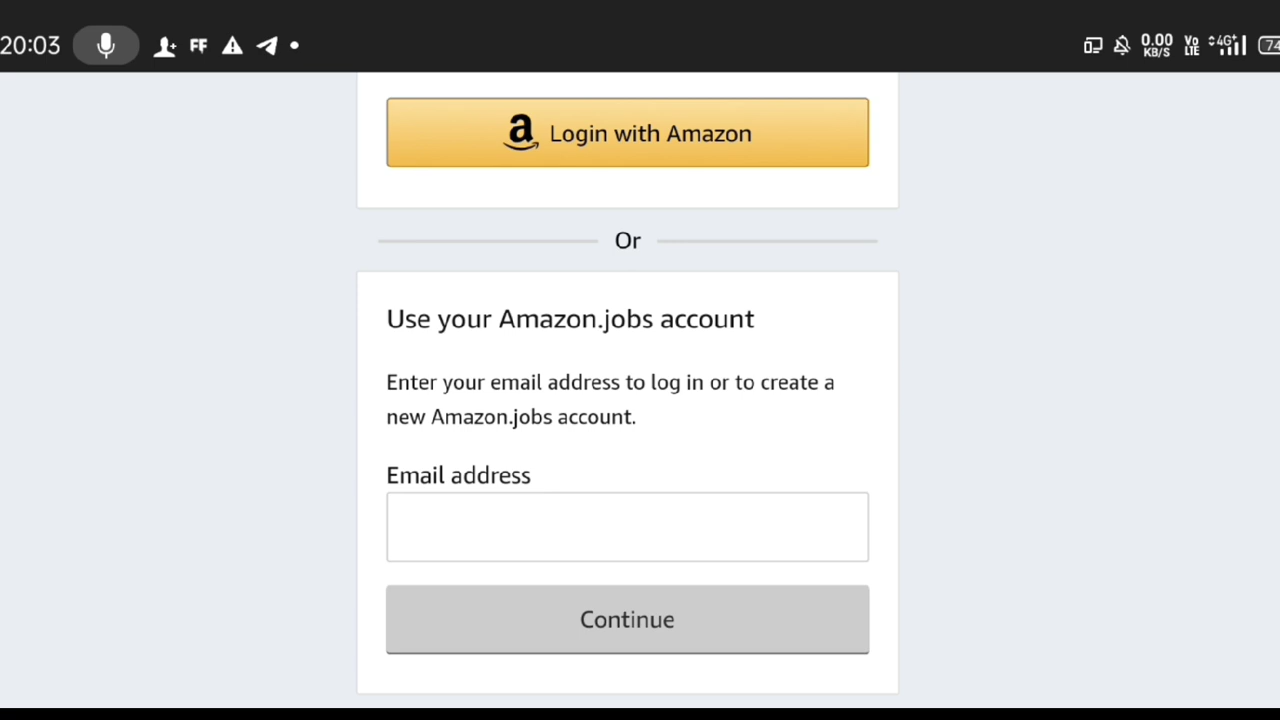 20:03 FF 0.00 KB/S Vo LTE 4G+ 74
a Login with Amazon
Or
Use your Amazon.jobs account
Enter your email address to log in or to create a
new Amazon.jobs account.
Email address
Continue